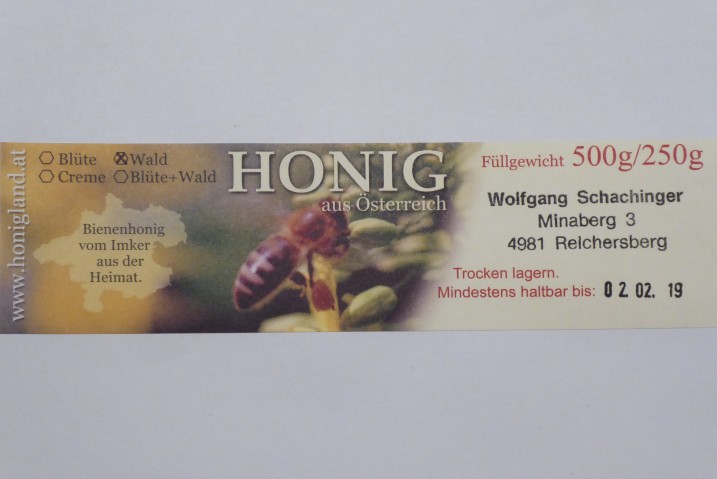 www.honigland.at
Blüte Wald
Creme Blüte+Wald
Bienenhonig
vom Imker
aus der
Heimat.
HONIG
aus Österreich
Füllgewicht 500g/250g
Wolfgang Schachinger
Minaberg 3
4981 Reichersberg
Trocken lagern.
Mindestens haltbar bis: 02.02.19